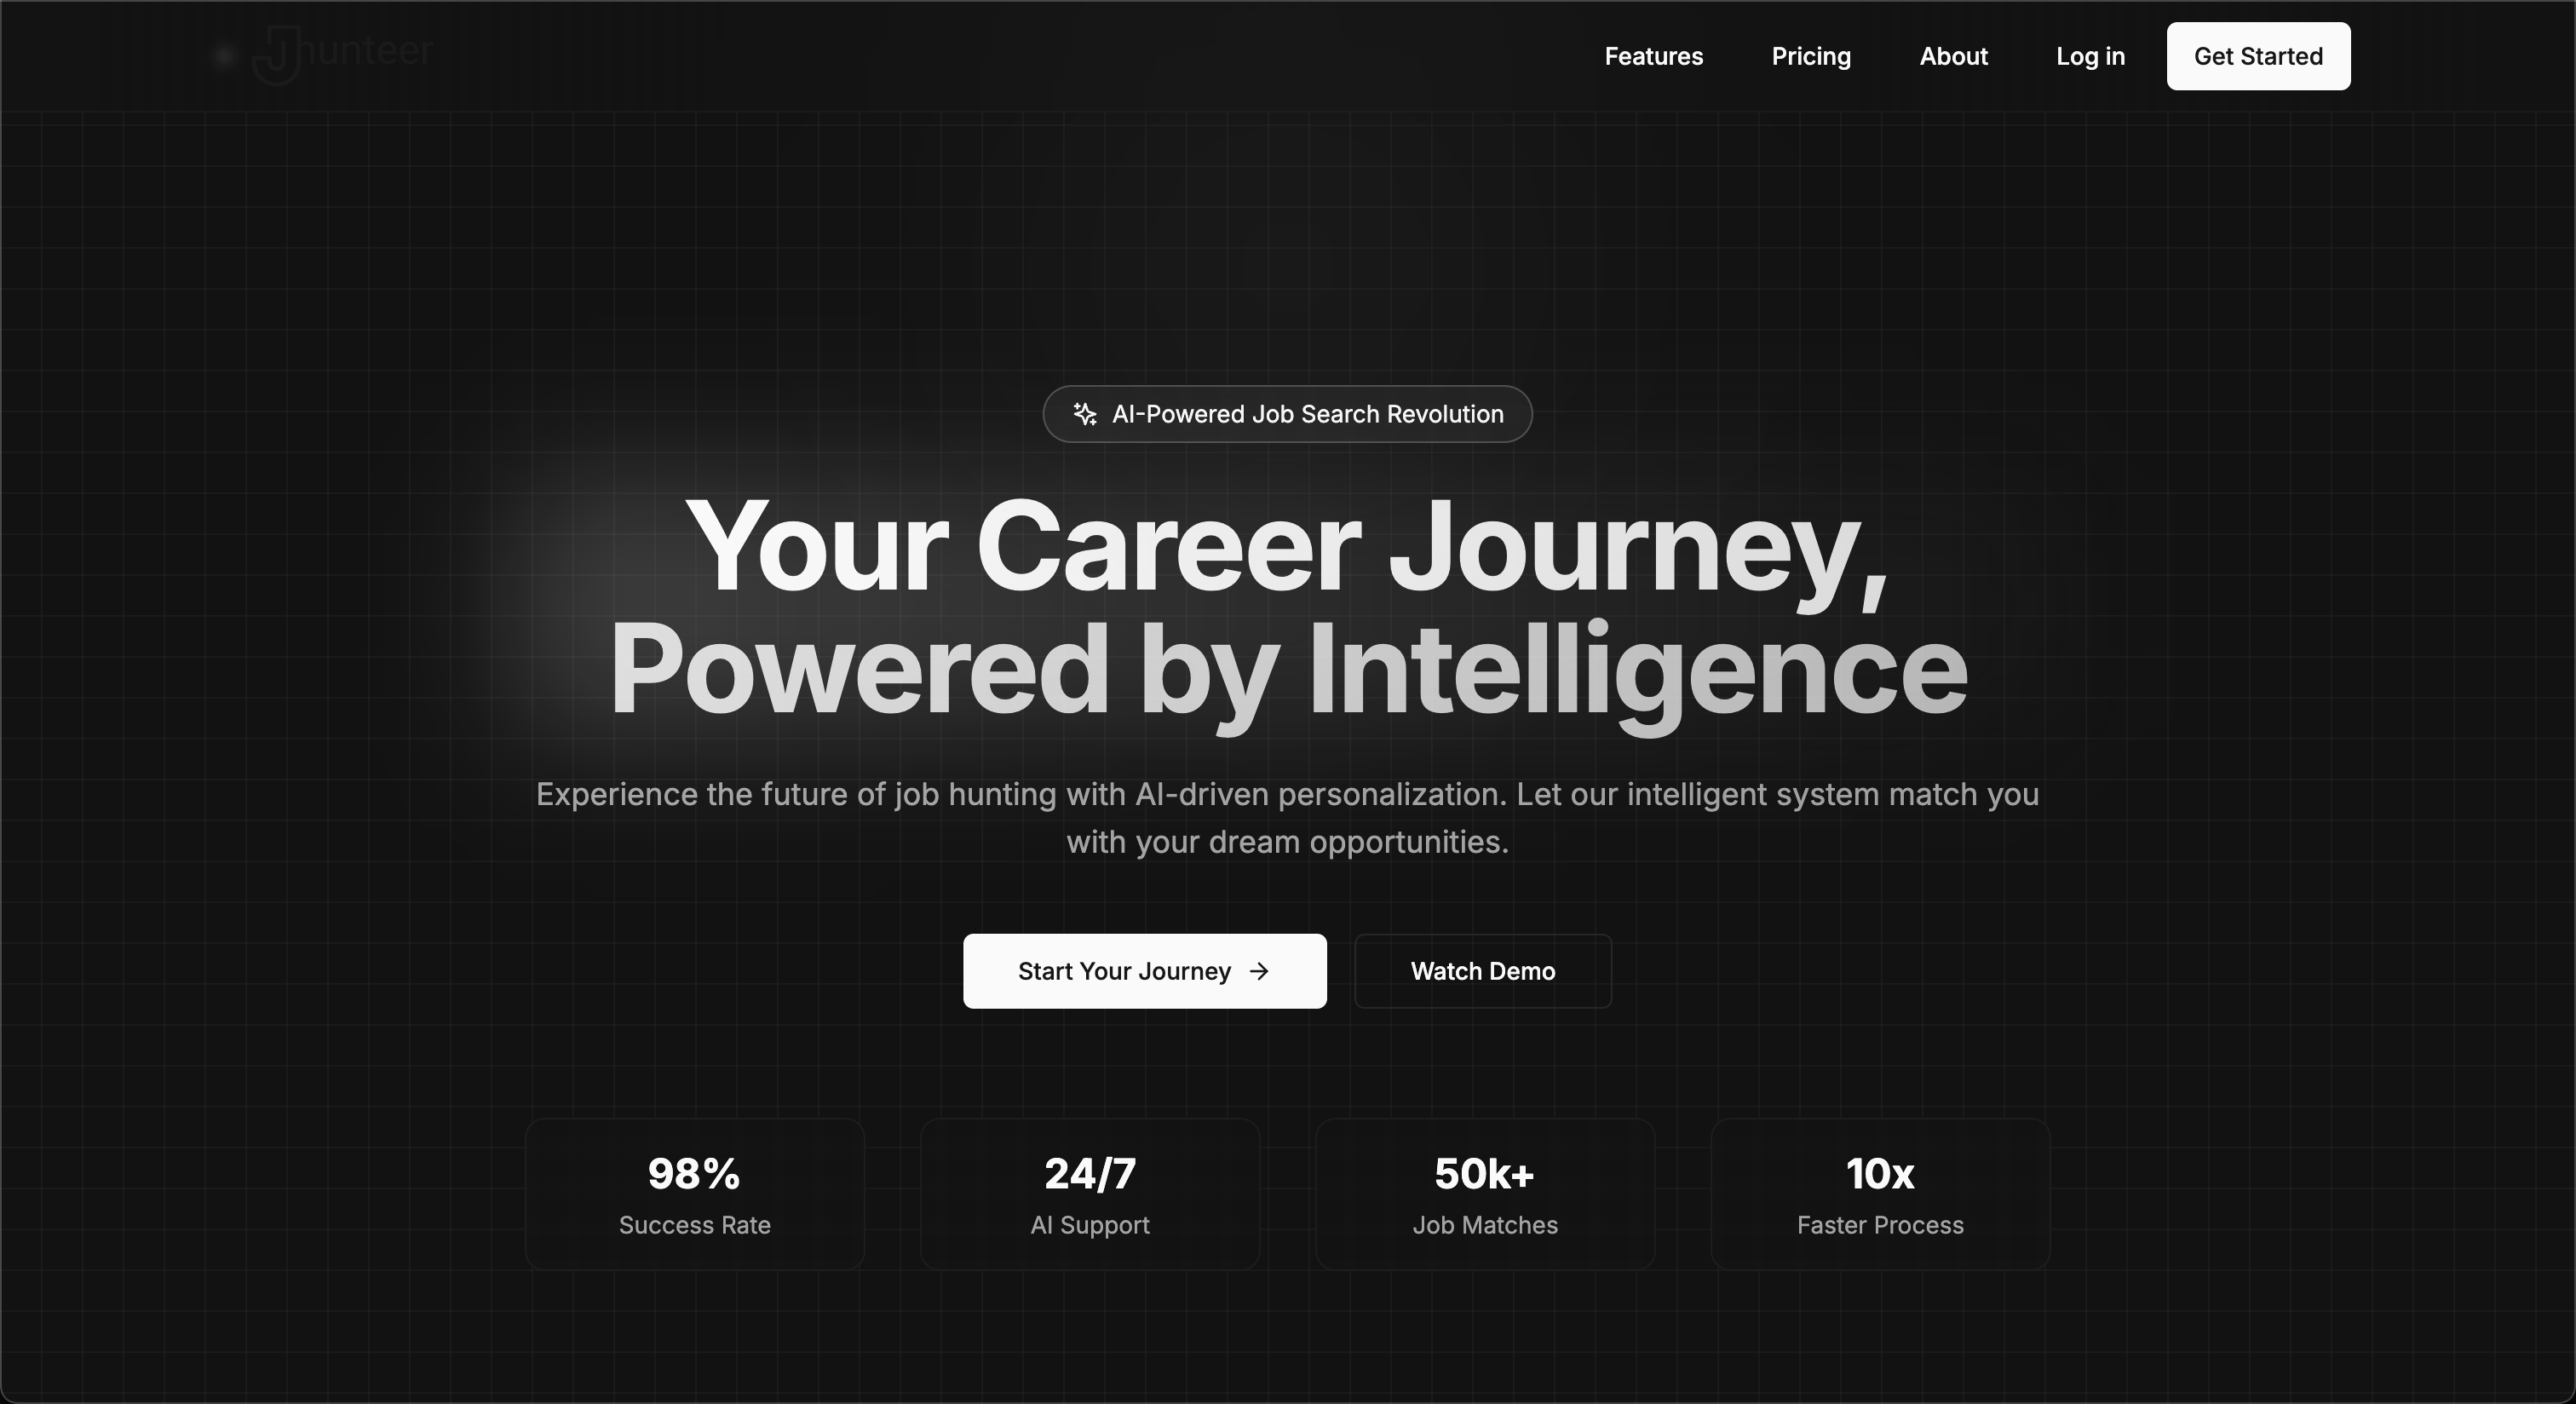 Jhunteer
Features
Pricing
About
Log in
Get Started
AI-Powered Job Search Revolution
Your Career Journey,
Powered by Intelligence
Experience the future of job hunting with AI-driven personalization. Let our intelligent system match you
with your dream opportunities.
Start Your Journey
Watch Demo
98%
Success Rate
24/7
AI Support
50k+
Job Matches
10x
Faster Process